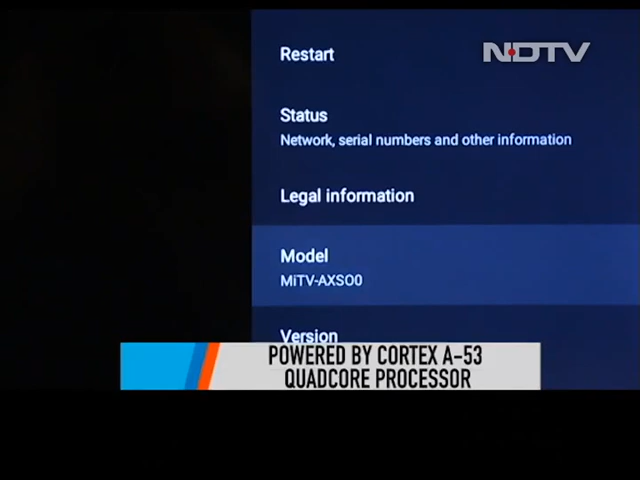 NDTV
Restart
Status
Network, serial numbers and other information
Legal information
Model
MiTV-AXSO0
Version
POWERED BY CORTEX A-53
QUADCORE PROCESSOR